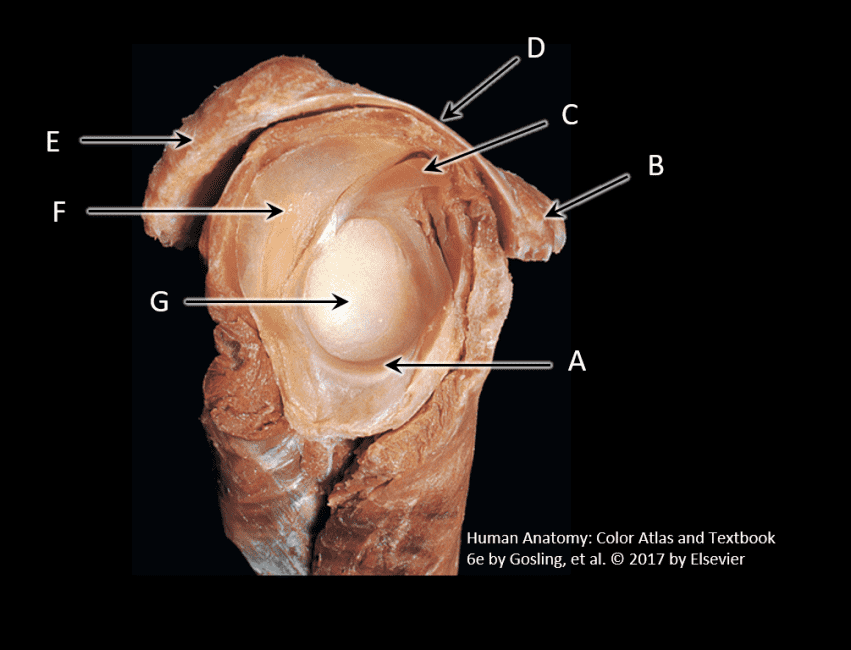 D
C
E
B
F
G
A
Human Anatomy: Color Atlas and Textbook
6e by Gosling, et al. © 2017 by Elsevier